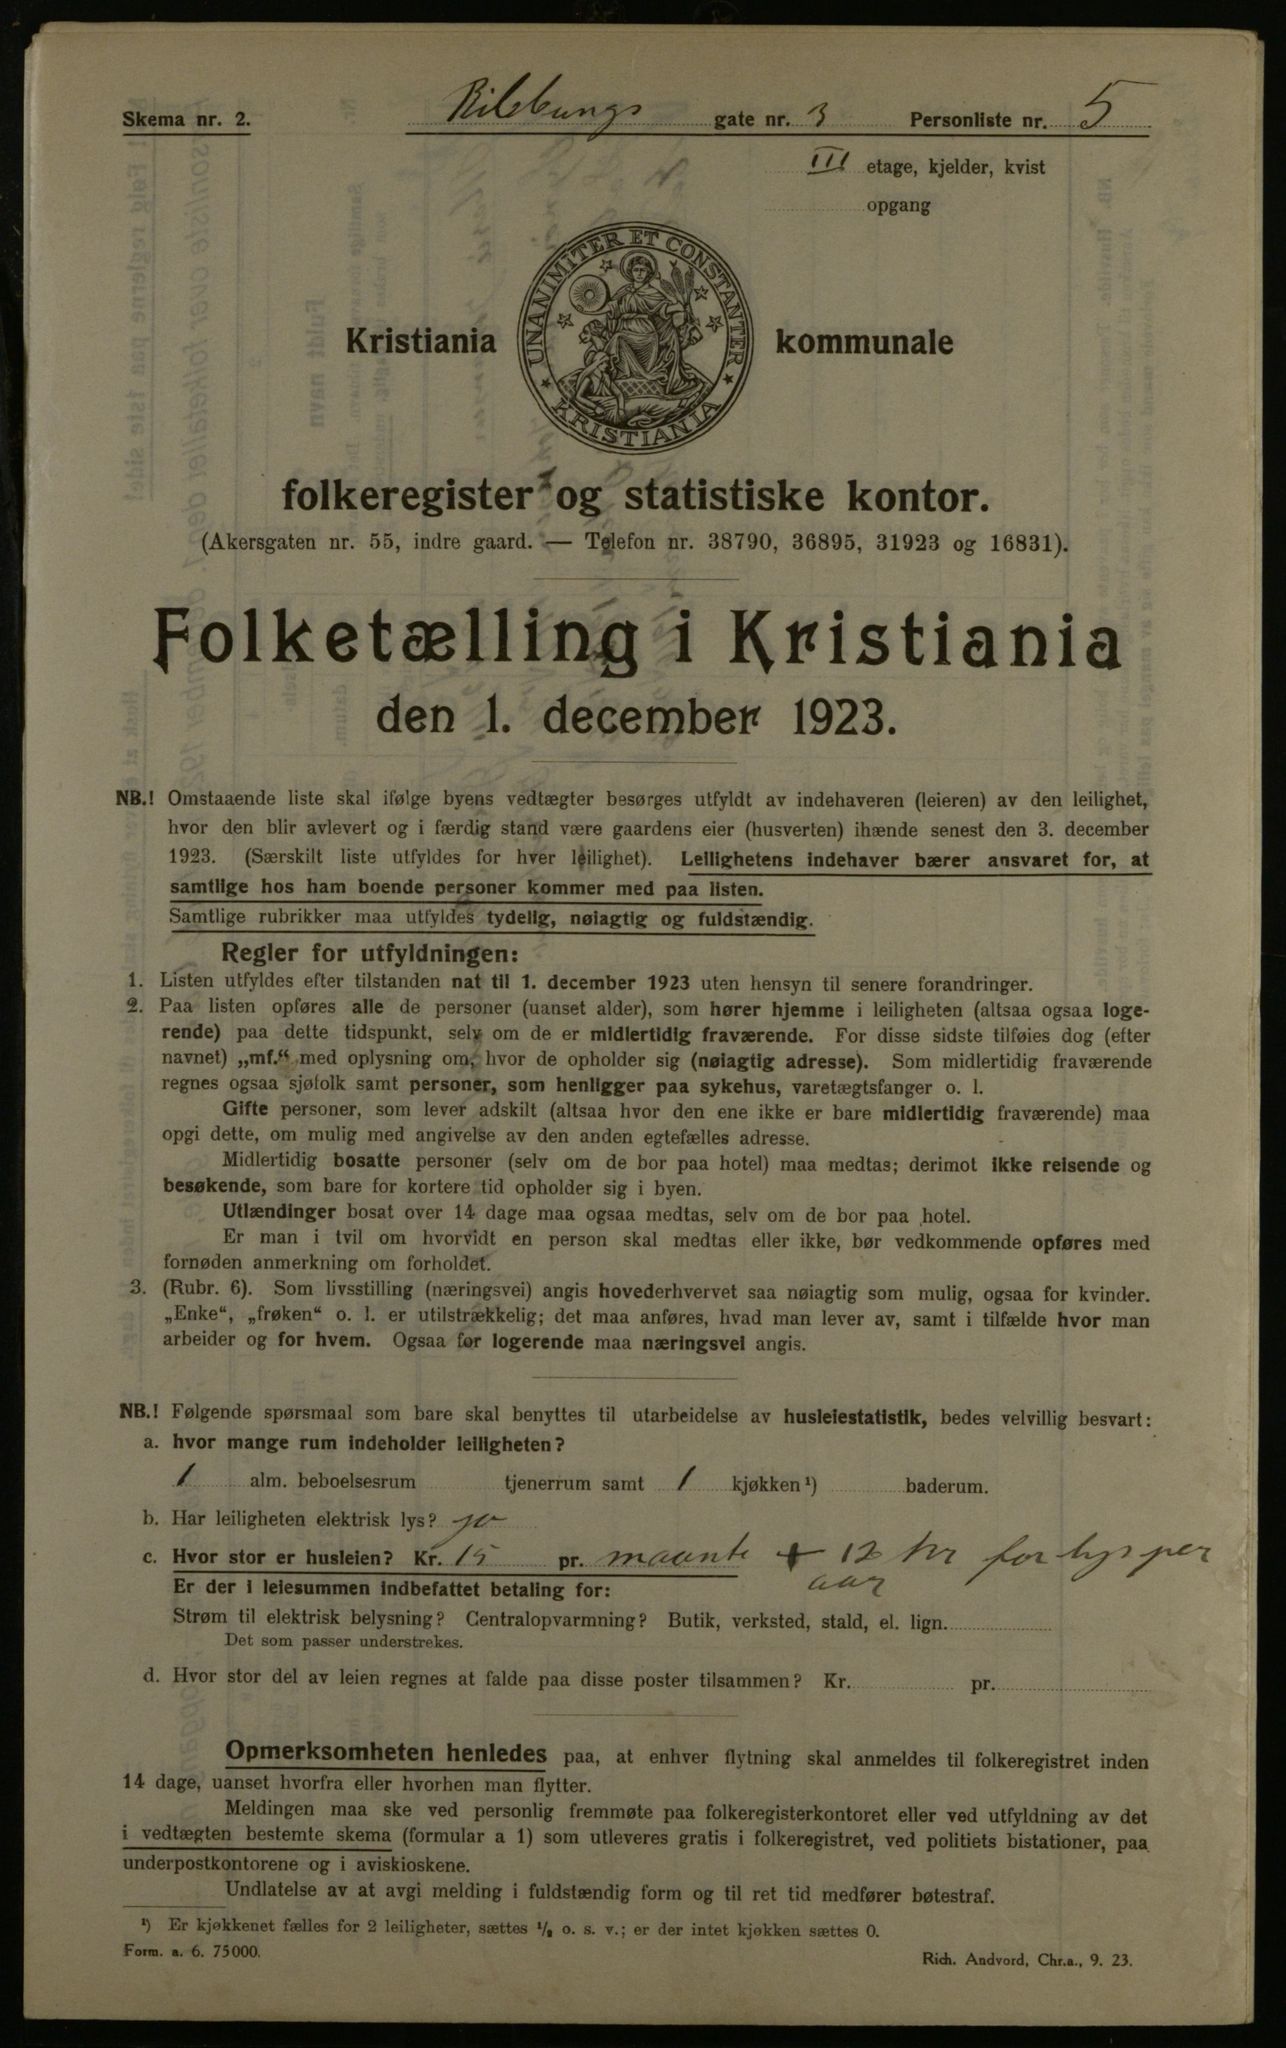 Skema nr. 2.
gate nr. 3 Personliste nr. 5
III etage, kjelder, kvist
opgang
UNANIMITER ET CONSTANTER
KRISTIANIA
Kristiania kommunale
folkeregister og statistiske kontor.
(Akersgaten nr. 55, indre gaard. — Telefon nr. 38790, 36895, 31923 og 16831).
Folketælling i Kristiania
den 1. december 1923.
NB.! Omstaaende liste skal ifølge byens vedtægter besørges utfyldt av indehaveren (leieren) av den leilighet,
hvor den blir avlevert og i færdig stand være gaardens eier (husverten) ihænde senest den 3. december
1923. (Særskilt liste utfyldes for hver leilighet). Leilighetens indehaver bærer ansvaret for, at
samtlige hos ham boende personer kommer med paa listen.
Samtlige rubrikker maa utfyldes tydelig, nøiagtig og fuldstændig.
Regler for utfyldningen:
1. Listen utfyldes efter tilstanden nat til 1. december 1923 uten hensyn til senere forandringer.
2. Paa listen opføres alle de personer (uanset alder), som hører hjemme i leiligheten (altsaa ogsaa loge-
rende) paa dette tidspunkt, selv om de er midlertidig fraværende. For disse sidste tilføies dog (efter
navnet) „mf.“ med oplysning om, hvor de opholder sig (nøiagtig adresse). Som midlertidig fraværende
regnes ogsaa sjøfolk samt personer, som henligger paa sykehus, varetægtsfanger o. l.
Gifte personer, som lever adskilt (altsaa hvor den ene ikke er bare midlertidig fraværende) maa
opgi dette, om mulig med angivelse av den anden egtefælles adresse.
Midlertidig bosatte personer (selv om de bor paa hotel) maa medtas; derimot ikke reisende og
besøkende, som bare for kortere tid opholder sig i byen.
Utlændinger bosat over 14 dage maa ogsaa medtas, selv om de bor paa hotel.
Er man i tvil om hvorvidt en person skal medtas eller ikke, bør vedkommende opføres med
fornøden anmerkning om forholdet.
3. (Rubr. 6). Som livsstilling (næringsvei) angis hovederhvervet saa nøiagtig som mulig, ogsaa for kvinder.
„Enke“, „frøken“ o. l. er utilstrækkelig; det maa anføres, hvad man lever av, samt i tilfælde hvor man
arbeider og for hvem. Ogsaa for logerende maa næringsvei angis.
NB.! Følgende spørsmaal som bare skal benyttes til utarbeidelse av husleiestatistik, bedes velvillig besvart:
a. hvor mange rum indeholder leiligheten?
1 alm. beboelsesrum tjenerrum samt 1 kjøkken ¹) baderum.
b. Har leiligheten elektrisk lys? ja
c. Hvor stor er husleien? Kr. 15 pr. maante + 12 kr for lys per
aar
Er der i leiesummen indbefattet betaling for:
Strøm til elektrisk belysning? Centralopvarmning? Butik, verksted, stald, el. lign.
Det som passer understrekes.
d. Hvor stor del av leien regnes at falde paa disse poster tilsammen? Kr. pr.
Opmerksomheten henledes paa, at enhver flytning skal anmeldes til folkeregistret inden
14 dage, uanset hvorfra eller hvorhen man flytter.
Meldingen maa ske ved personlig fremmøte paa folkeregisterkontoret eller ved utfyldning av det
i vedtægten bestemte skema (formular a 1) som utleveres gratis i folkeregistret, ved politiets bistationer, paa
underpostkontorene og i aviskioskene.
Undlatelse av at avgi melding i fuldstændig form og til ret tid medfører bøtestraf.
¹) Er kjøkkenet fælles for 2 leiligheter, sættes ½ o. s. v.; er der intet kjøkken sættes 0.
Form. a. 6. 75000.
Rich. Andvord, Chr.a., 9. 23.